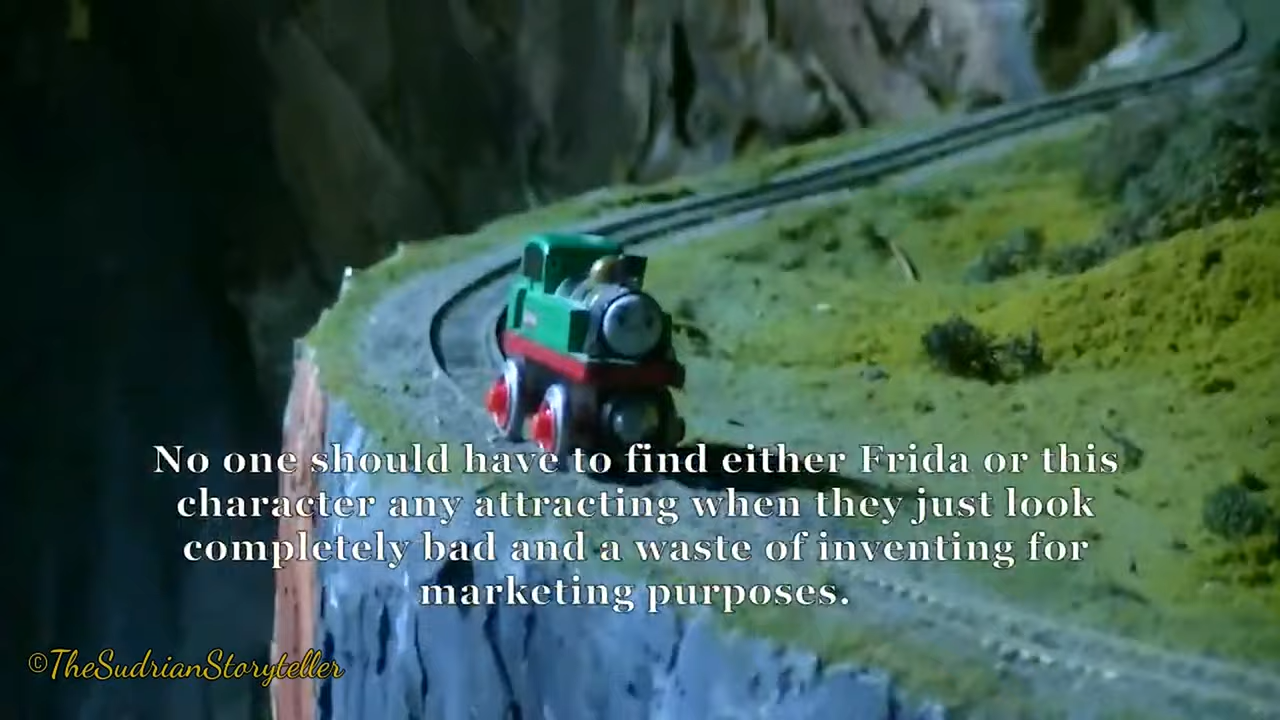 No one should have to find either Frida or this
character any attracting when they just look
completely bad and a waste of inventing for
marketing purposes.
©TheSudrianStoryteller